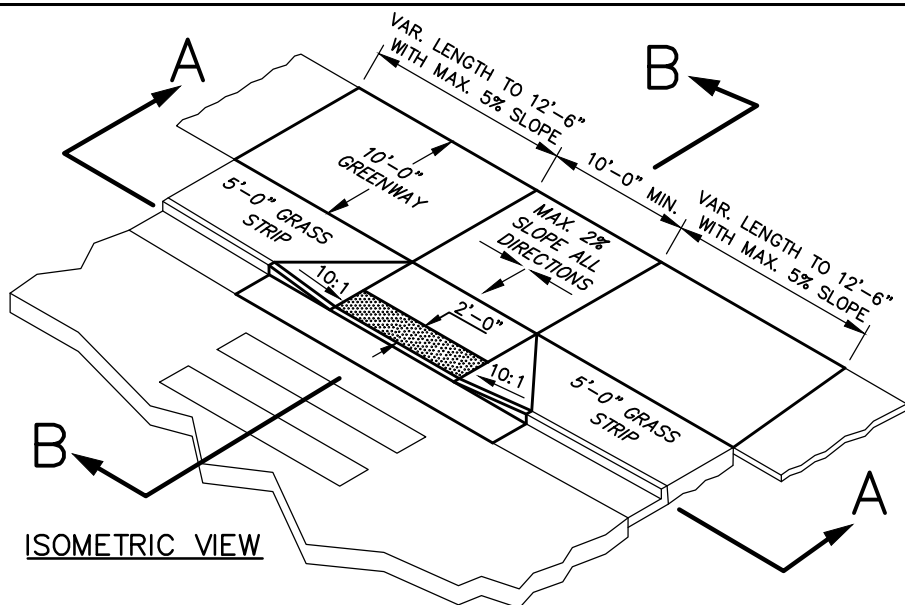 A
VAR. LENGTH TO 12'-6"
WITH MAX. 5% SLOPE
B
10'-0" MIN.
VAR. LENGTH TO 12'-6"
WITH MAX. 5% SLOPE
10'-0"
GREENWAY
5'-0" GRASS
STRIP
MAX. 2%
SLOPE ALL
DIRECTIONS
10:1
2'-0"
10:1
5'-0" GRASS
STRIP
B
A
ISOMETRIC VIEW